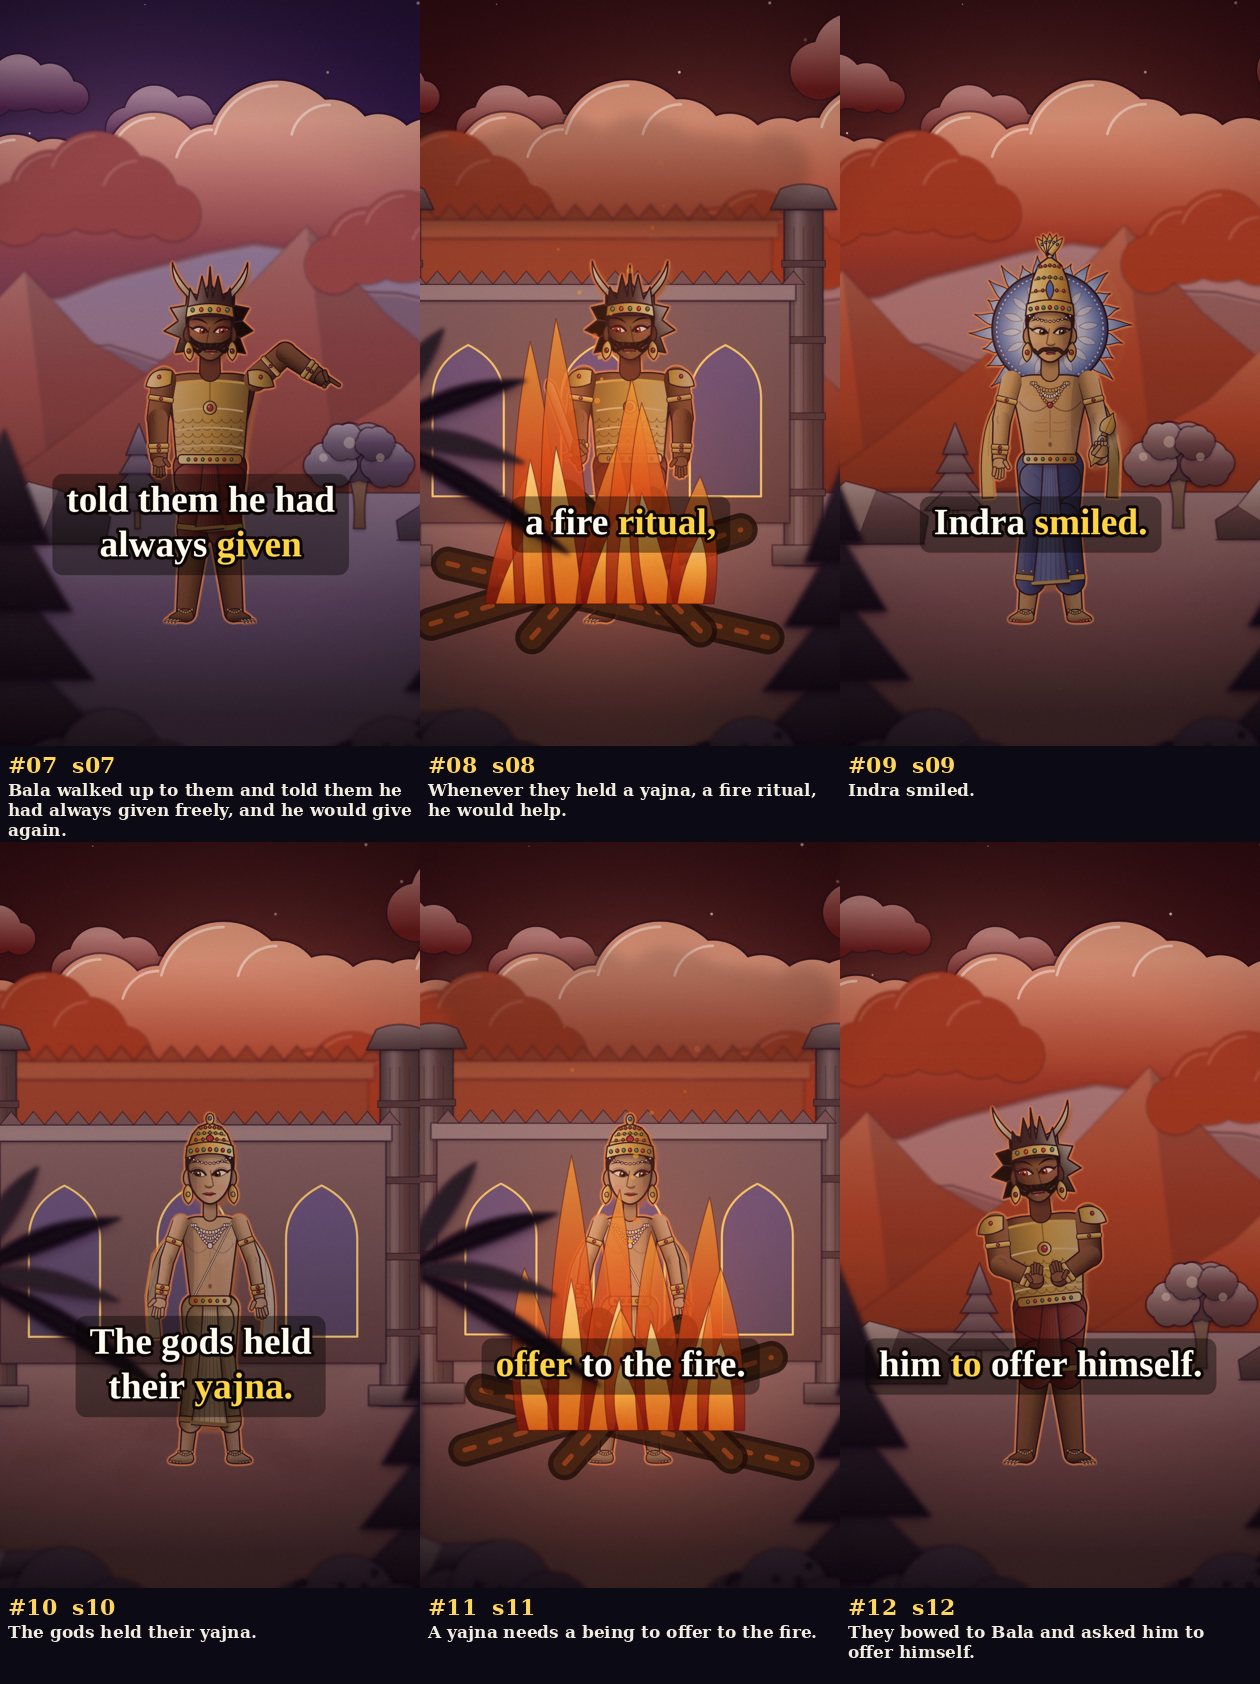 told them he had
always given
a fire ritual,
Indra smiled.
#07 s07
Bala walked up to them and told them he
had always given freely, and he would give
again.
#08 s08
Whenever they held a yajna, a fire ritual,
he would help.
#09 s09
Indra smiled.
The gods held
their yajna.
offer to the fire.
him to offer himself.
#10 s10
The gods held their yajna.
#11 s11
A yajna needs a being to offer to the fire.
#12 s12
They bowed to Bala and asked him to
offer himself.